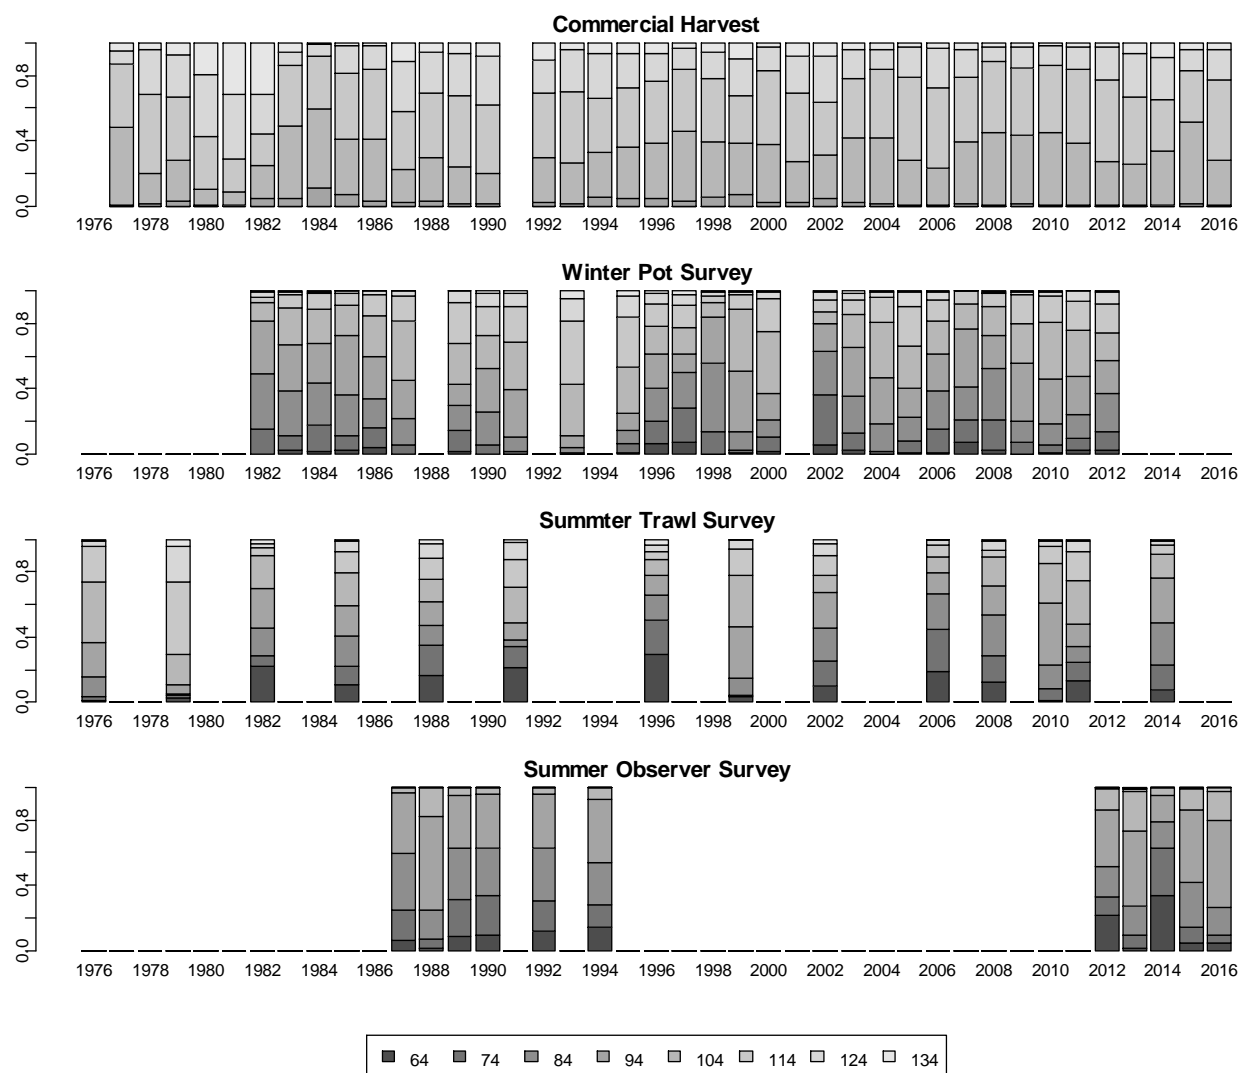 Commercial Harvest
0.0 0.4 0.8
1976 1978 1980 1982 1984 1986 1988 1990 1992 1994 1996 1998 2000 2002 2004 2006 2008 2010 2012 2014 2016
Winter Pot Survey
0.0 0.4 0.8
1976 1978 1980 1982 1984 1986 1988 1990 1992 1994 1996 1998 2000 2002 2004 2006 2008 2010 2012 2014 2016
Summter Trawl Survey
0.0 0.4 0.8
1976 1978 1980 1982 1984 1986 1988 1990 1992 1994 1996 1998 2000 2002 2004 2006 2008 2010 2012 2014 2016
Summer Observer Survey
0.0 0.4 0.8
1976 1978 1980 1982 1984 1986 1988 1990 1992 1994 1996 1998 2000 2002 2004 2006 2008 2010 2012 2014 2016
64 74 84 94 104 114 124 134